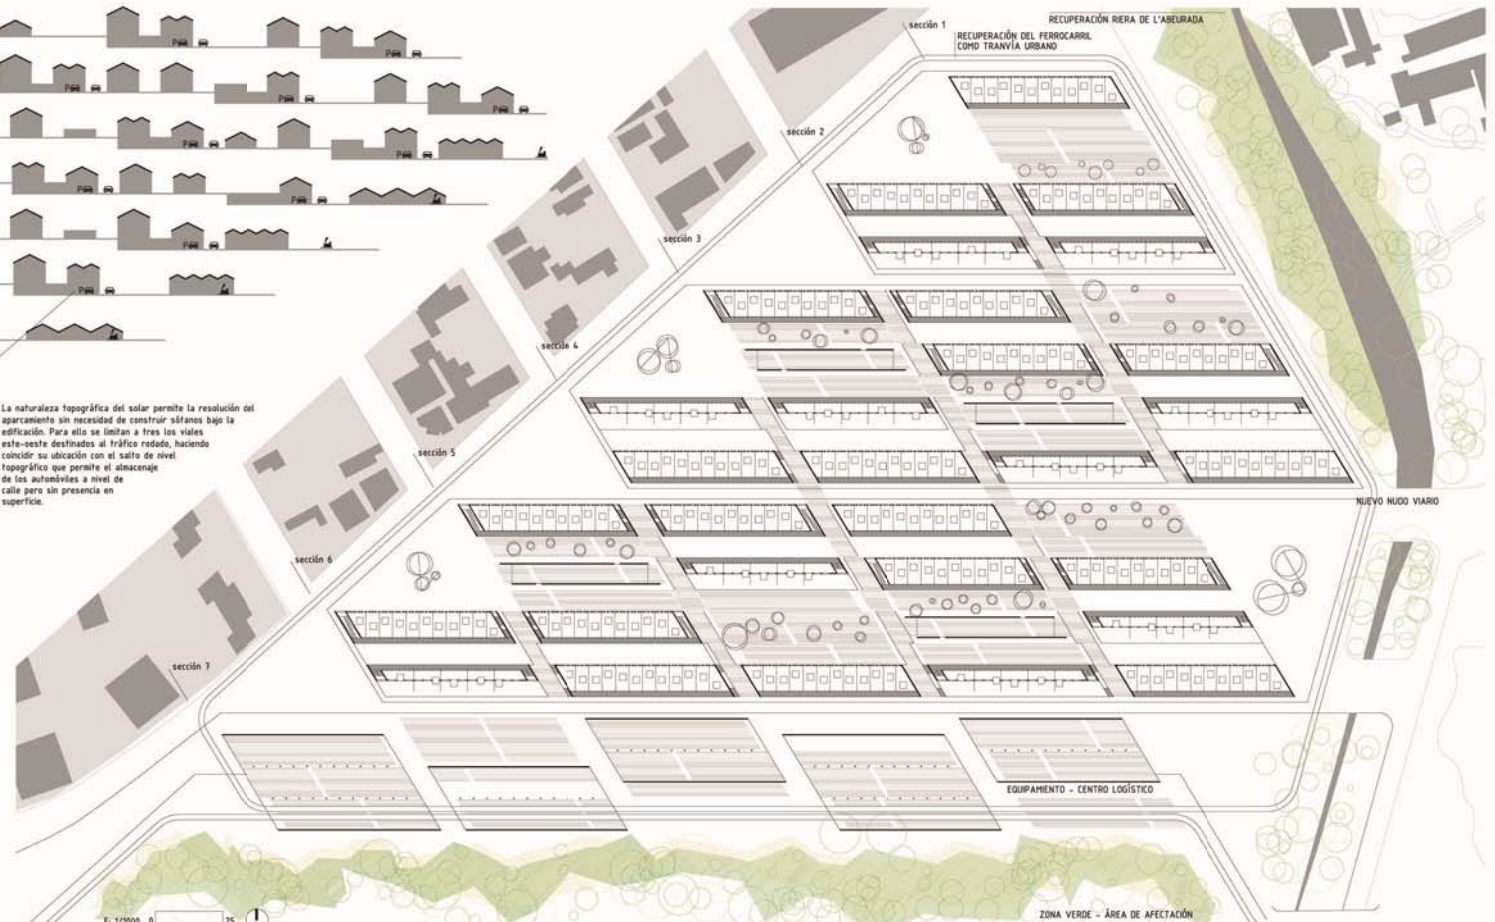 sección 1
RECUPERACIÓN RIERA DE L'ABEURADA
RECUPERACIÓN DEL FERROCARRIL
COMO TRANVÍA URBANO
sección 2
sección 3
sección 4
sección 5
sección 6
sección 7
La naturaleza topográfica del solar permite la resolución del
aparcamiento sin necesidad de construir sótanos bajo la
edificación. Para ello se limitan a tres los viales
este-oeste destinados al tráfico rodado, haciendo
coincidir su ubicación con el salto de nivel
topográfico que permite el almacenaje
de los automóviles a nivel de
calle pero sin presencia en
superficie.
NUEVO NUDO VIARIO
EQUIPAMIENTO - CENTRO LOGÍSTICO
ZONA VERDE - ÁREA DE AFECTACIÓN
0 25